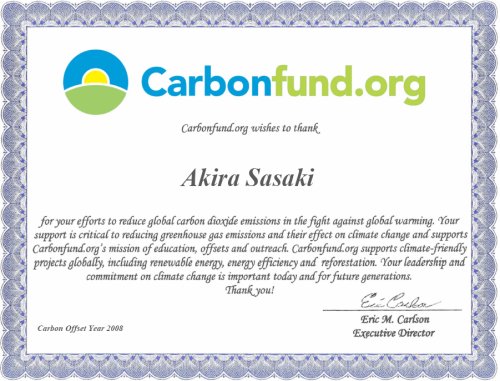 Carbonfund.org
Carbonfund.org wishes to thank
Akira Sasaki
for your efforts to reduce global carbon dioxide emissions in the fight against global warming. Your
support is critical to reducing greenhouse gas emissions and their effect on climate change and supports
Carbonfund.org's mission of education, offsets and outreach. Carbonfund.org supports climate-friendly
projects globally, including renewable energy, energy efficiency and reforestation. Your leadership and
commitment on climate change is important today and for future generations.
Thank you!
Eric Carlson
Eric M. Carlson
Executive Director
Carbon Offset Year 2008